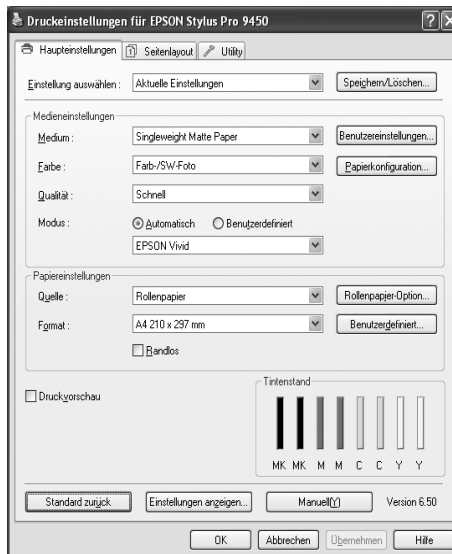 Druckeinstellungen für EPSON Stylus Pro 9450
Haupteinstellungen Seitenlayout Utility
Einstellung auswählen : Aktuelle Einstellungen Speichern/Löschen...
Medieneinstellungen
Medium : Singleweight Matte Paper Benutzereinstellungen...
Farbe : Farb-/SW-Foto Papierkonfiguration...
Qualität : Schnell
Modus : Automatisch Benutzerdefiniert
EPSON Vivid
Papiereinstellungen
Quelle : Rollenpapier Rollenpapier-Option...
Format : A4 210 x 297 mm Benutzerdefiniert...
Randlos
Druckvorschau
Tintenstand
MK MK M M C C Y Y
Standard zurück Einstellungen anzeigen... Manuell(Y) Version 6.50
OK Abbrechen Übernehmen Hilfe